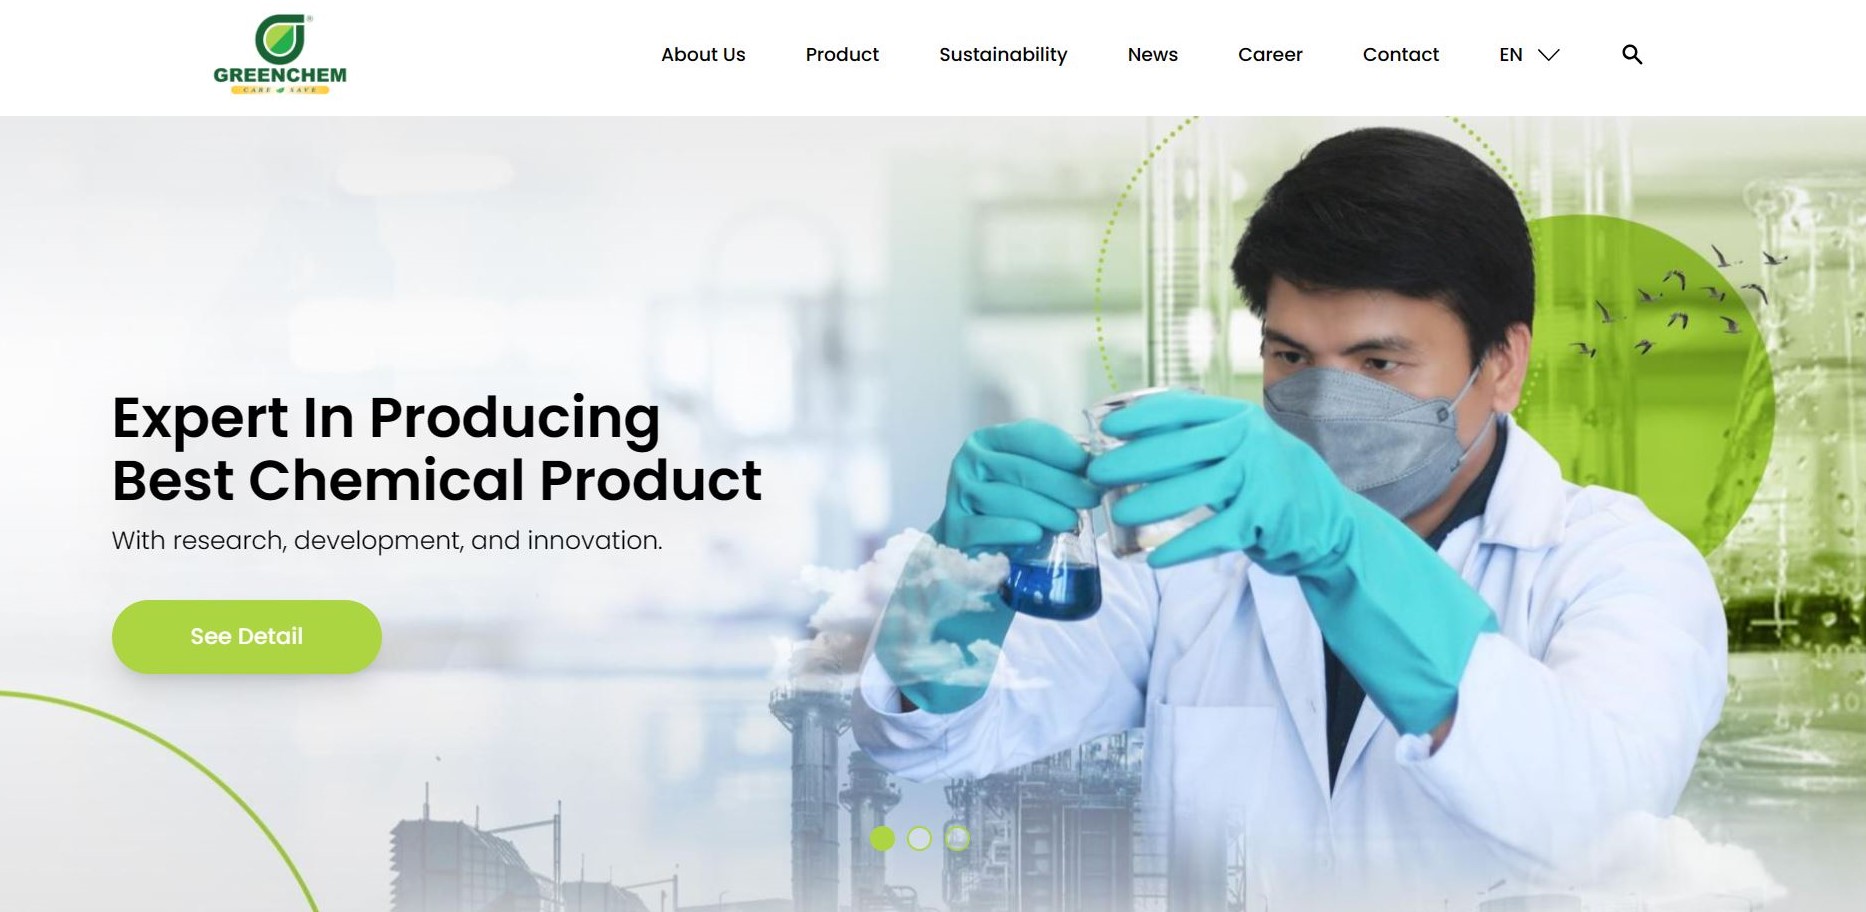 GREENCHEM
CARE SAVE
About Us
Product
Sustainability
News
Career
Contact
EN
Expert In Producing
Best Chemical Product
With research, development, and innovation.
See Detail